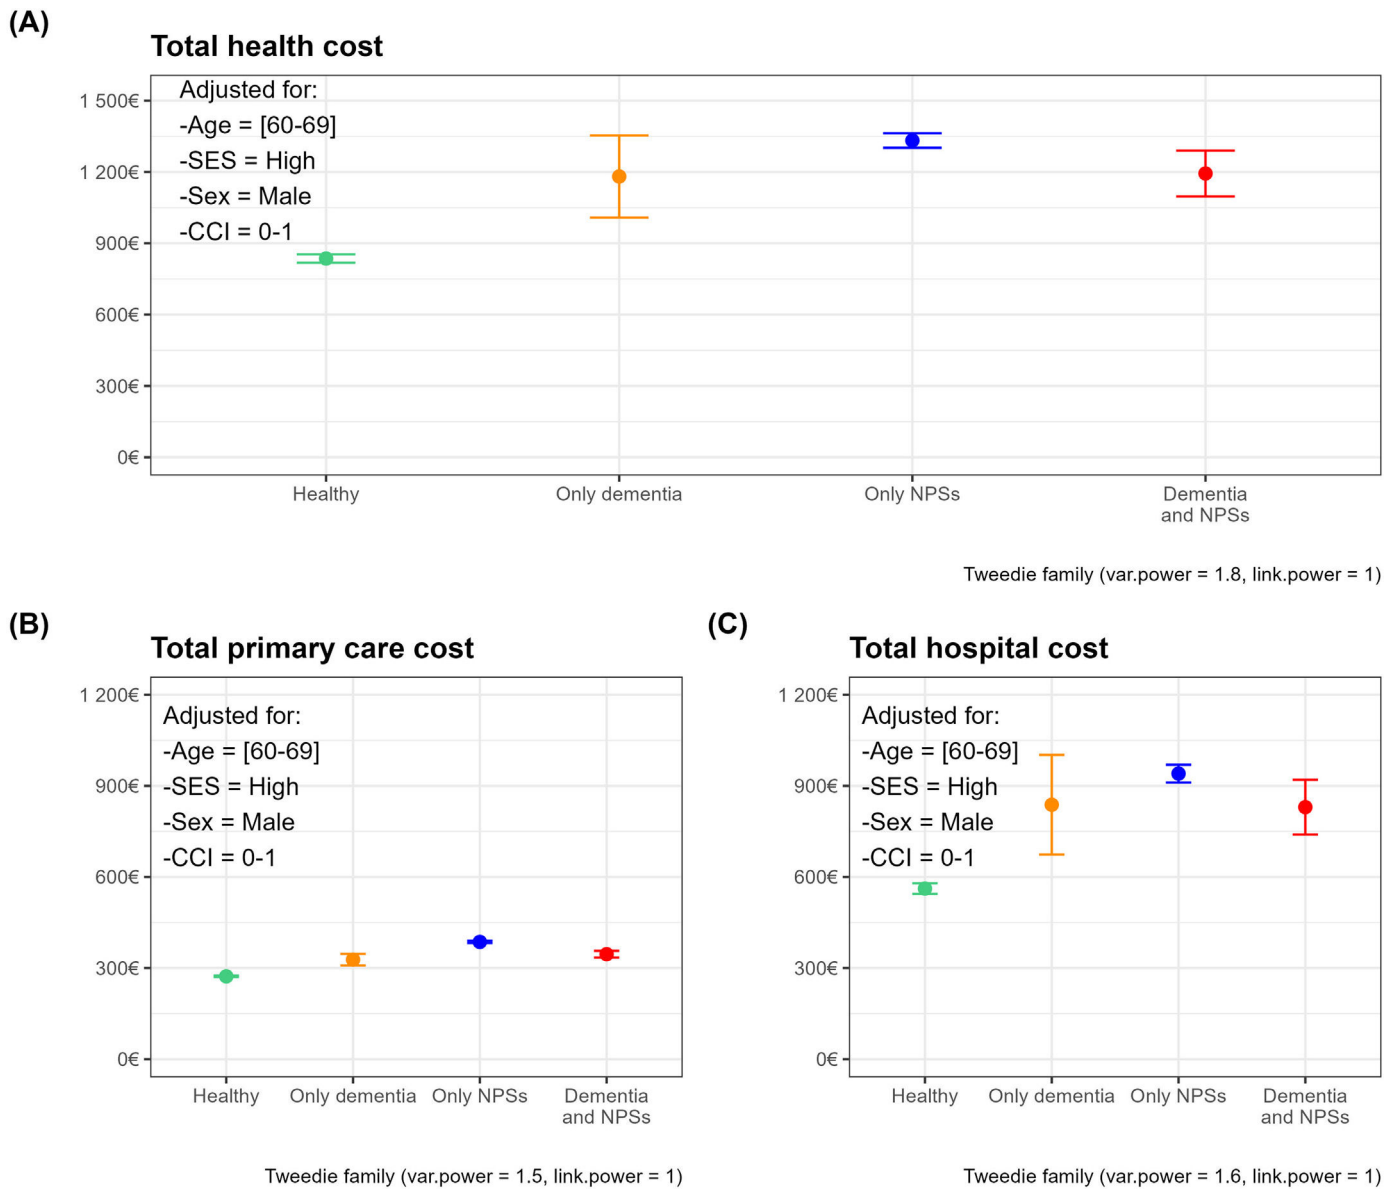 (A)
Total health cost
Adjusted for:
-Age = [60-69]
-SES = High
-Sex = Male
-CCI = 0-1
1 500€
1 200€
900€
600€
300€
0€
Healthy
Only dementia
Only NPSs
Dementia
and NPSs
Tweedie family (var.power = 1.8, link.power = 1)
(B)
Total primary care cost
Adjusted for:
-Age = [60-69]
-SES = High
-Sex = Male
-CCI = 0-1
1 200€
900€
600€
300€
0€
Healthy
Only dementia
Only NPSs
Dementia
and NPSs
Tweedie family (var.power = 1.5, link.power = 1)
(C)
Total hospital cost
Adjusted for:
-Age = [60-69]
-SES = High
-Sex = Male
-CCI = 0-1
1 200€
900€
600€
300€
0€
Healthy
Only dementia
Only NPSs
Dementia
and NPSs
Tweedie family (var.power = 1.6, link.power = 1)